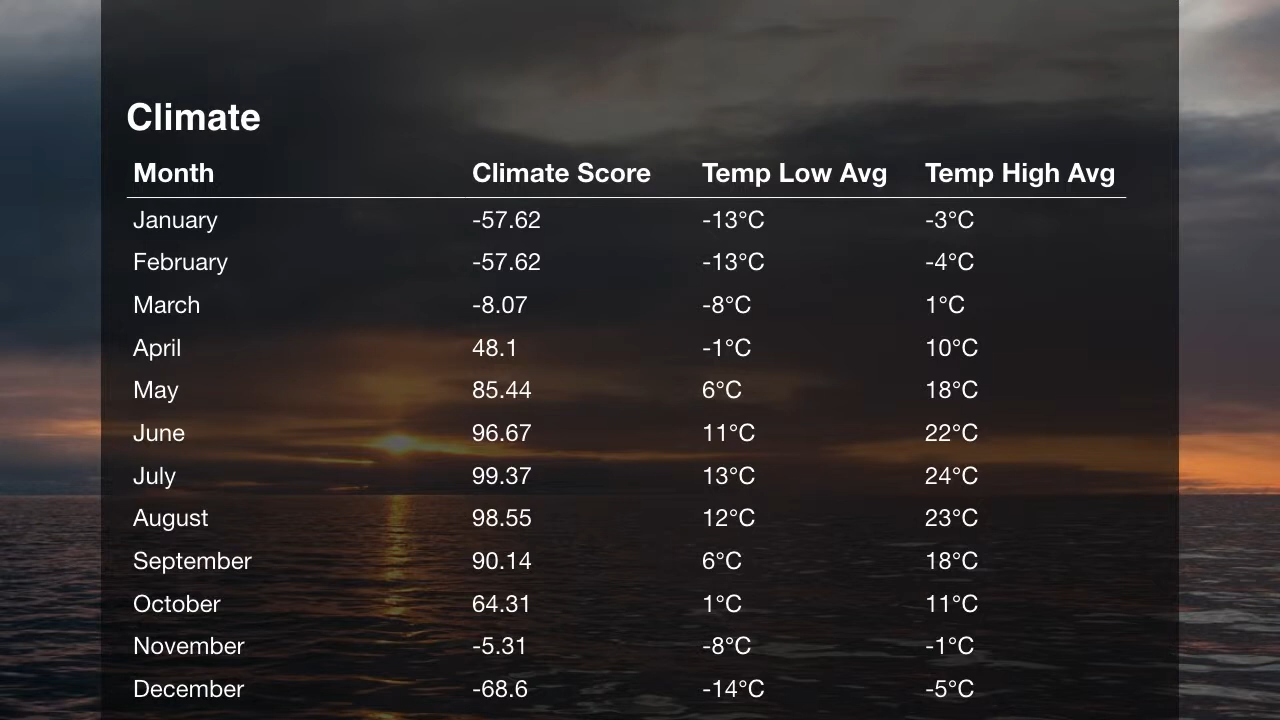 Climate
Month Climate Score Temp Low Avg Temp High Avg
January -57.62 -13°C -3°C
February -57.62 -13°C -4°C
March -8.07 -8°C 1°C
April 48.1 -1°C 10°C
May 85.44 6°C 18°C
June 96.67 11°C 22°C
July 99.37 13°C 24°C
August 98.55 12°C 23°C
September 90.14 6°C 18°C
October 64.31 1°C 11°C
November -5.31 -8°C -1°C
December -68.6 -14°C -5°C